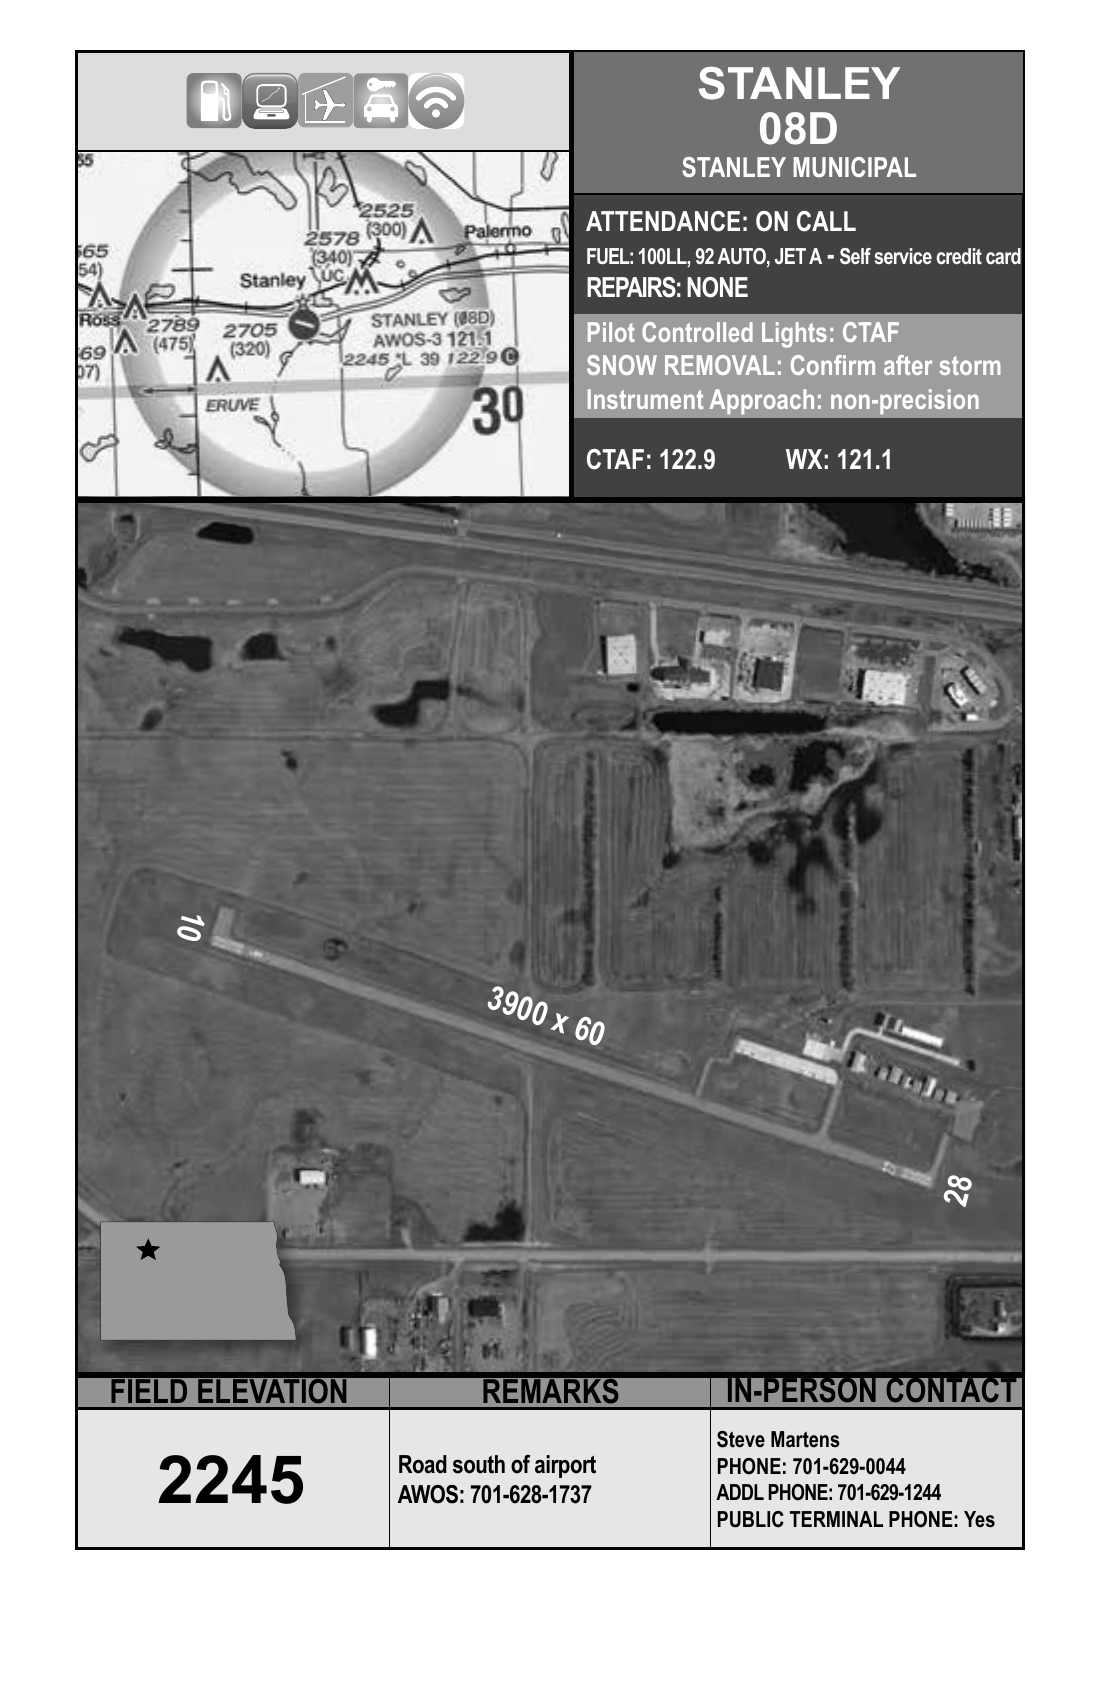 STANLEY
08D
STANLEY MUNICIPAL
ATTENDANCE: ON CALL
FUEL: 100LL, 92 AUTO, JET A - Self service credit card
REPAIRS: NONE
Pilot Controlled Lights: CTAF
SNOW REMOVAL: Confirm after storm
Instrument Approach: non-precision
CTAF: 122.9 WX: 121.1
2525
(300)
2578
(340)
UC
Palermo
Stanley
Ross
2789
(475)
2705
(320)
STANLEY (08D)
AWOS-3 121.1
2245 *L 39 122.9 C
ERUVE
30
10
3900 x 60
28
FIELD ELEVATION
2245
REMARKS
Road south of airport
AWOS: 701-628-1737
IN-PERSON CONTACT
Steve Martens
PHONE: 701-629-0044
ADDL PHONE: 701-629-1244
PUBLIC TERMINAL PHONE: Yes